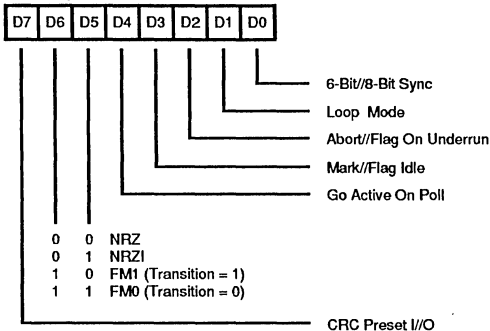 D7 D6 D5 D4 D3 D2 D1 D0
6-Bit//8-Bit Sync
Loop Mode
Abort//Flag On Underrun
Mark//Flag Idle
Go Active On Poll
0 0 NRZ
0 1 NRZI
1 0 FM1 (Transition = 1)
1 1 FM0 (Transition = 0)
CRC Preset I//O